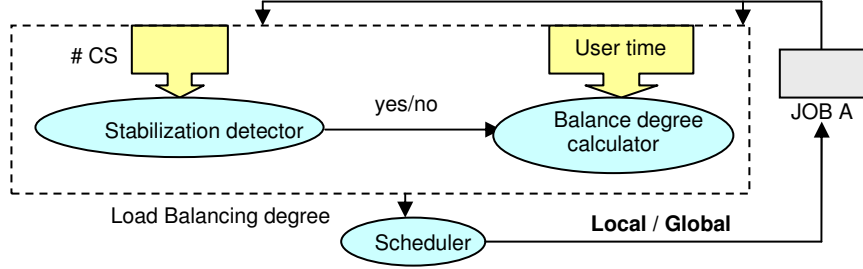 # CS
User time
yes/no
Stabilization detector
Balance degree
calculator
JOB A
Load Balancing degree
Local / Global
Scheduler